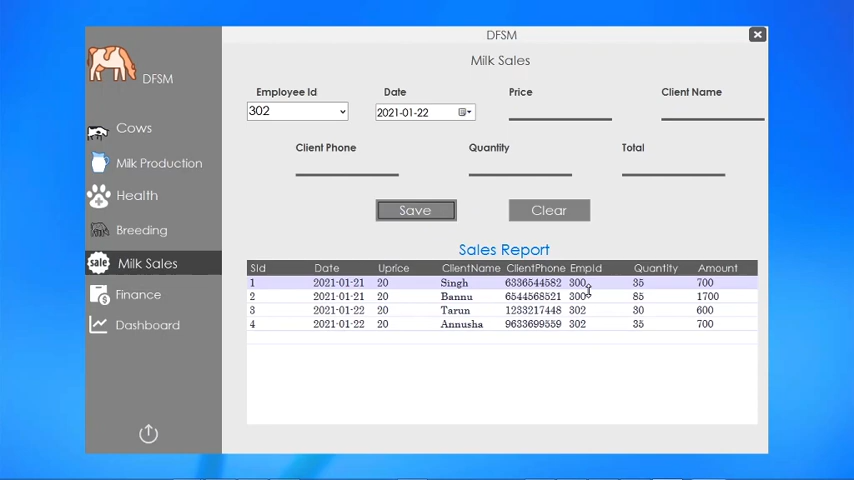 DFSM
DFSM
Milk Sales
Cows
Milk Production
Health
Breeding
sale Milk Sales
Finance
Dashboard
Employee Id Date Price Client Name
302 2021-01-22
Client Phone Quantity Total
Save Clear
Sales Report
SId Date Uprice ClientName ClientPhone EmpId Quantity Amount
1 2021-01-21 20 Singh 6336544582 300 35 700
2 2021-01-21 20 Bannu 6544568521 300 85 1700
3 2021-01-22 20 Tarun 1233217448 302 30 600
4 2021-01-22 20 Annusha 9633699559 302 35 700